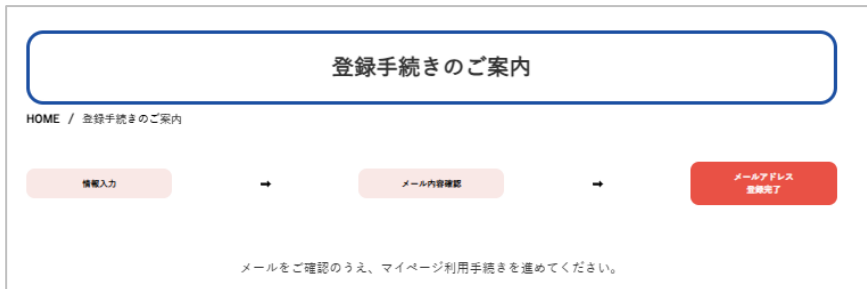 登録手続きのご案内
HOME / 登録手続きのご案内
情報入力 ➡ メール内容確認 ➡ メールアドレス
登録完了
メールをご確認のうえ、マイページ利用手続きを進めてください。